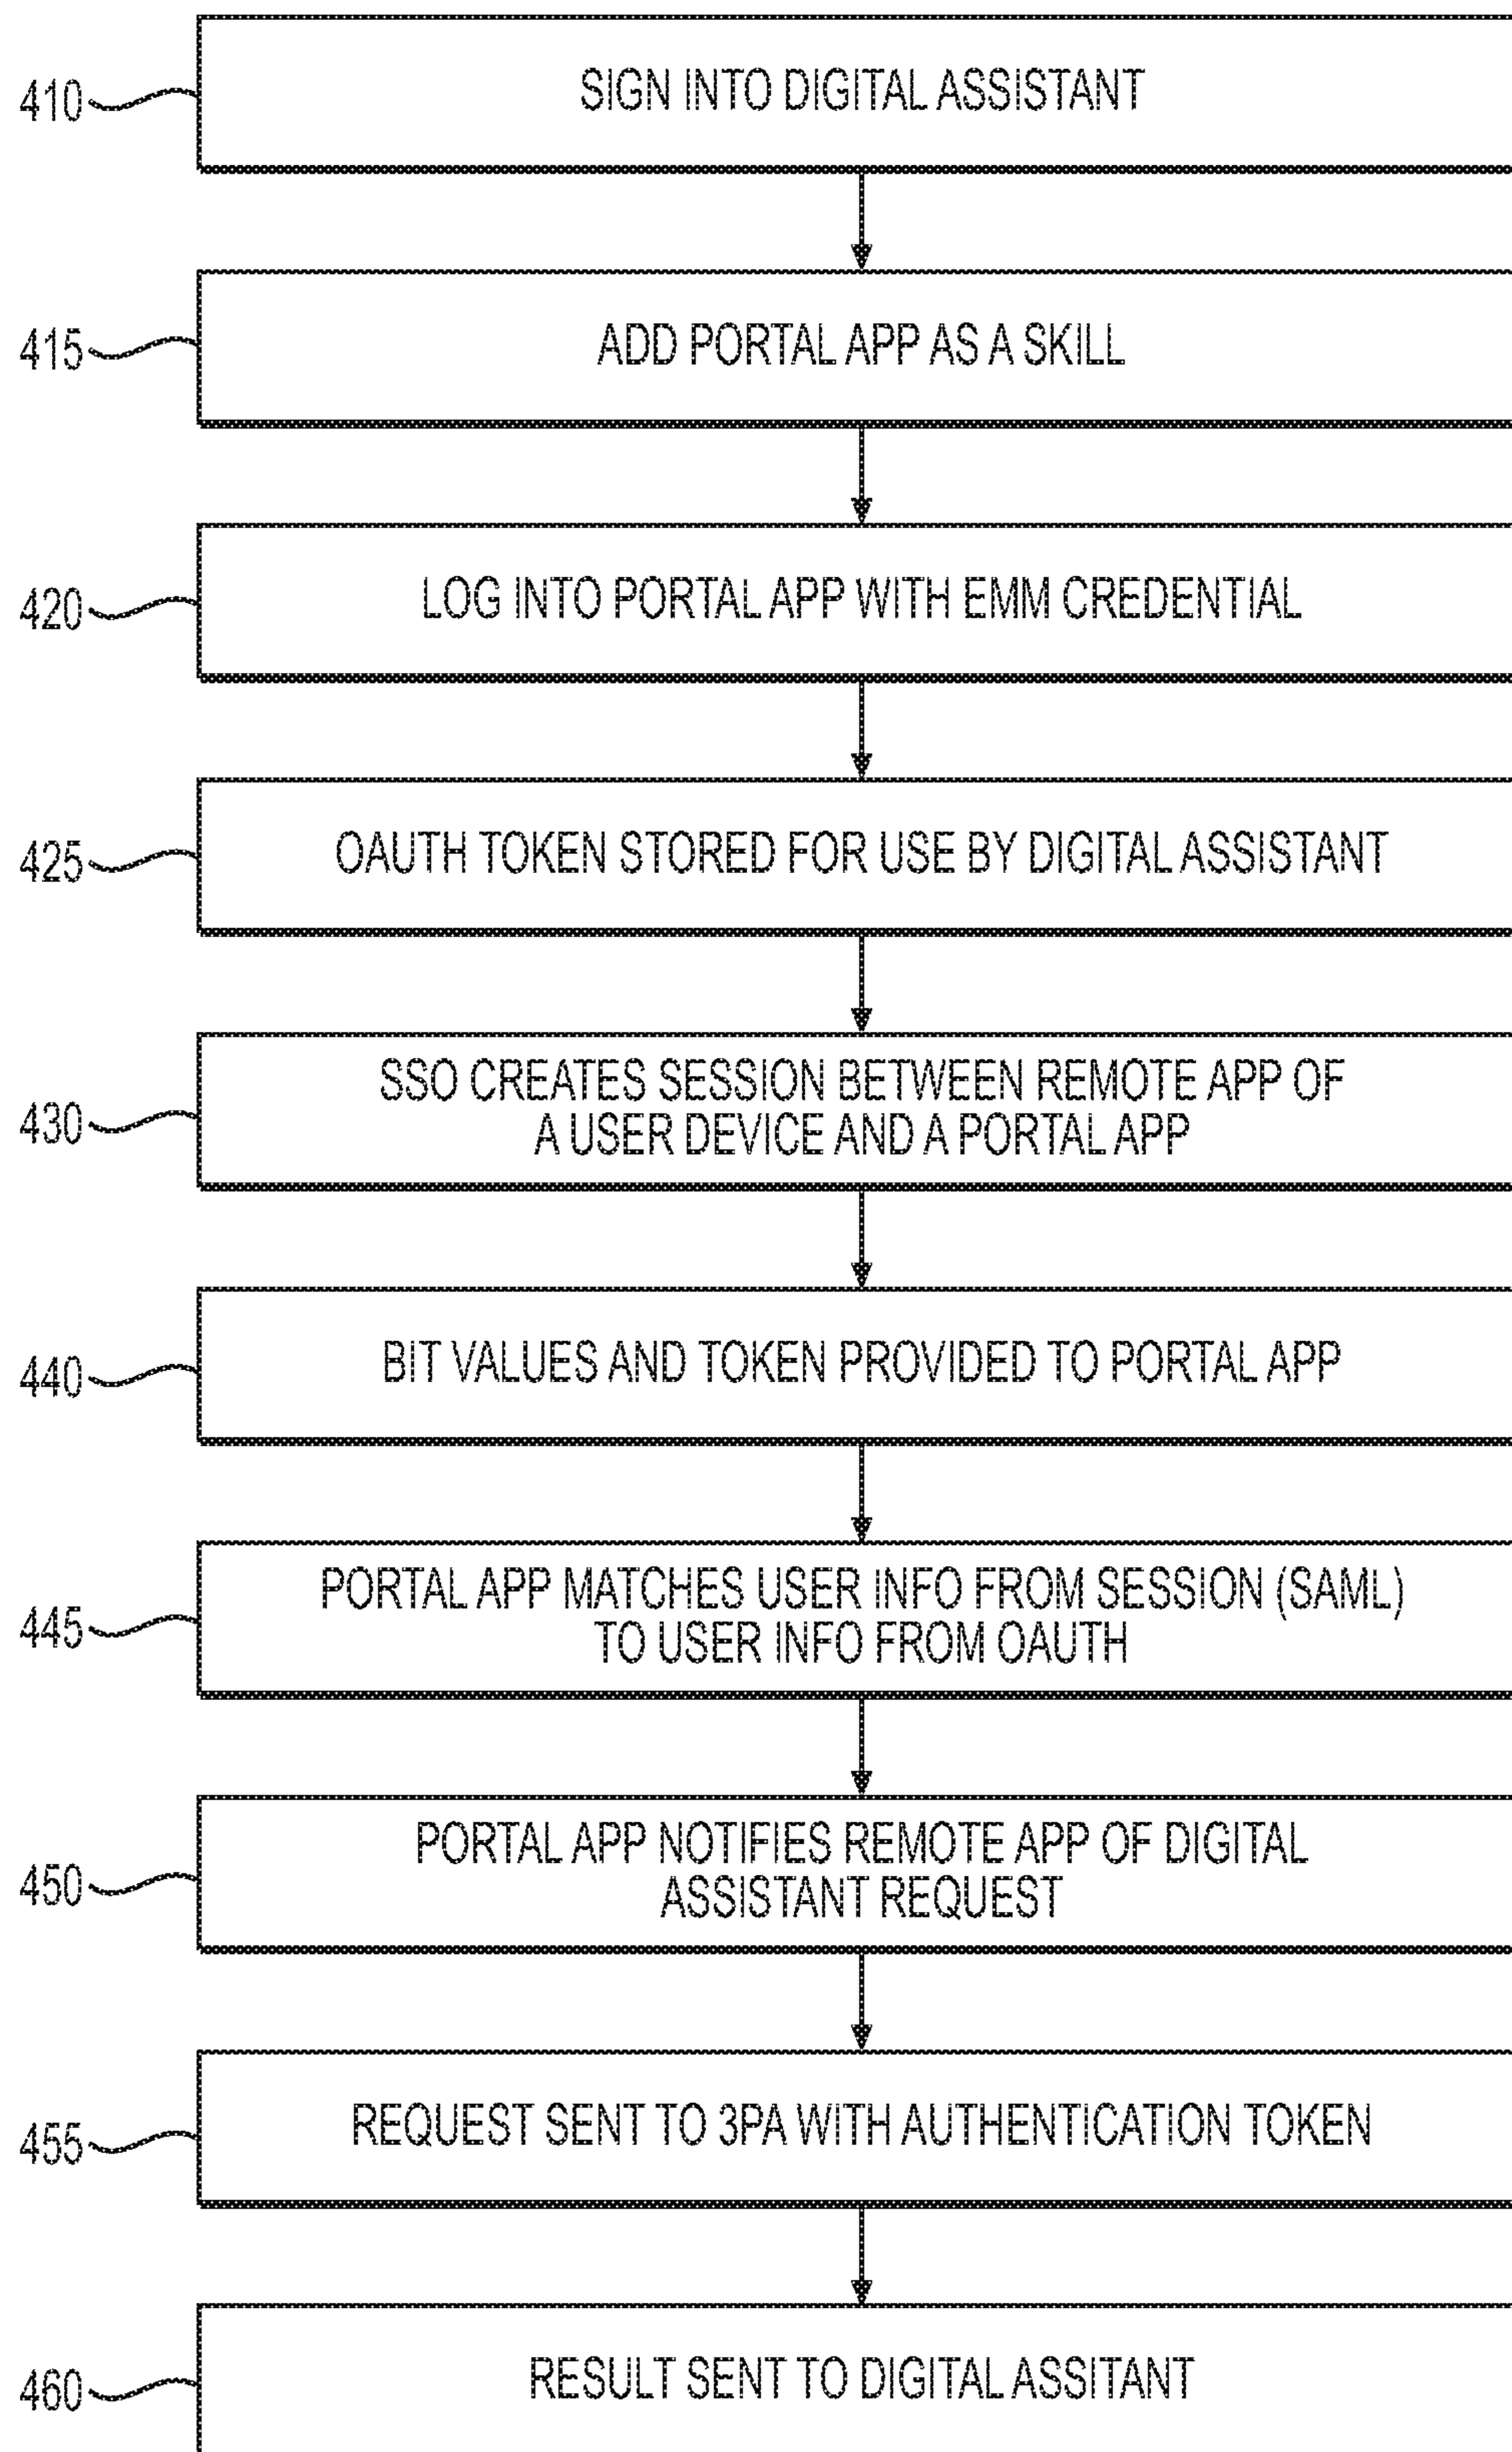 410
SIGN INTO DIGITAL ASSISTANT
415
ADD PORTAL APP AS A SKILL
420
LOG INTO PORTAL APP WITH EMM CREDENTIAL
425
OAUTH TOKEN STORED FOR USE BY DIGITAL ASSISTANT
430
SSO CREATES SESSION BETWEEN REMOTE APP OF
A USER DEVICE AND A PORTAL APP
440
BIT VALUES AND TOKEN PROVIDED TO PORTAL APP
445
PORTAL APP MATCHES USER INFO FROM SESSION (SAML)
TO USER INFO FROM OAUTH
450
PORTAL APP NOTIFIES REMOTE APP OF DIGITAL
ASSISTANT REQUEST
455
REQUEST SENT TO 3PA WITH AUTHENTICATION TOKEN
460
RESULT SENT TO DIGITAL ASSITANT